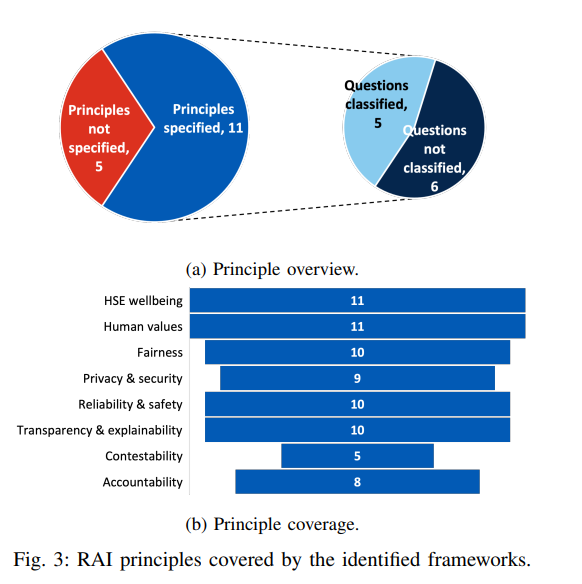 Principles
not
specified,
5
Principles
specified, 11
Questions
classified,
5
Questions
not
classified,
6
(a) Principle overview.
HSE wellbeing 11
Human values 11
Fairness 10
Privacy & security 9
Reliability & safety 10
Transparency & explainability 10
Contestability 5
Accountability 8
(b) Principle coverage.
Fig. 3: RAI principles covered by the identified frameworks.